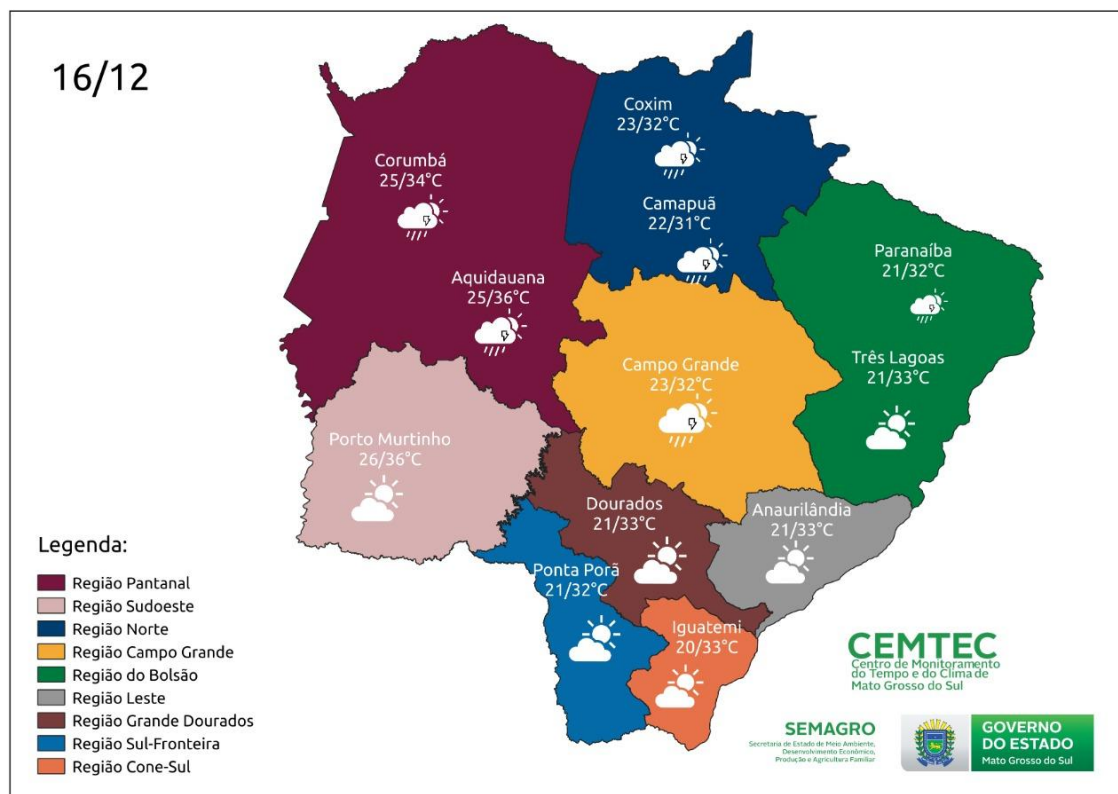 16/12
Coxim
23/32°C
Corumbá
25/34°C
Camapuã
22/31°C
Paranaíba
21/32°C
Aquidauana
25/36°C
Três Lagoas
21/33°C
Campo Grande
23/32°C
Porto Murtinho
26/36°C
Dourados
21/33°C
Anaurilândia
21/33°C
Ponta Porã
21/32°C
Iguatemi
20/33°C
Legenda:
Região Pantanal
Região Sudoeste
Região Norte
Região Campo Grande
Região do Bolsão
Região Leste
Região Grande Dourados
Região Sul-Fronteira
Região Cone-Sul
CEMTEC
Centro de Monitoramento
do Tempo e do Clima de
Mato Grosso do Sul
SEMAGRO
Secretaria de Estado de Meio Ambiente,
Desenvolvimento Econômico,
Produção e Agricultura Familiar
GOVERNO
DO ESTADO
Mato Grosso do Sul